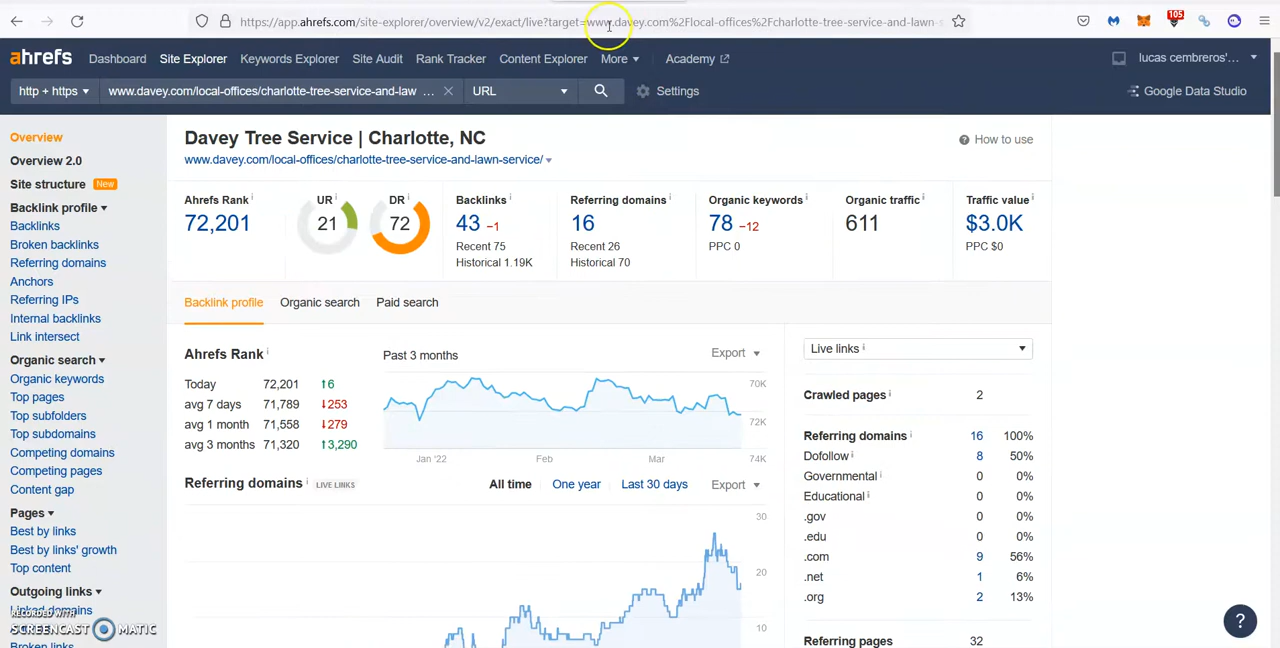 https://app.ahrefs.com/site-explorer/overview/v2/exact/live?target=www.davey.com%2Flocal-offices%2Fcharlotte-tree-service-and-lawn-s
105
ahrefs Dashboard Site Explorer Keywords Explorer Site Audit Rank Tracker Content Explorer More Academy lucas cembreros'...
http + https www.davey.com/local-offices/charlotte-tree-service-and-law ... URL Settings Google Data Studio
Overview
Overview 2.0
Site structure New
Backlink profile
Backlinks
Broken backlinks
Referring domains
Anchors
Referring IPs
Internal backlinks
Link intersect
Organic search
Organic keywords
Top pages
Top subfolders
Top subdomains
Competing domains
Competing pages
Content gap
Pages
Best by links
Best by links' growth
Top content
Outgoing links
Linked domains
Broken links
RECORDED WITH
SCREENCAST MATIC
Davey Tree Service | Charlotte, NC
How to use
www.davey.com/local-offices/charlotte-tree-service-and-lawn-service/
Ahrefs Rank
72,201
UR
21
DR
72
Backlinks
43 −1
Recent 75
Historical 1.19K
Referring domains
16
Recent 26
Historical 70
Organic keywords
78 −12
PPC 0
Organic traffic
611
Traffic value
$3.0K
PPC $0
Backlink profile Organic search Paid search
Ahrefs Rank
Today 72,201 ↑6
avg 7 days 71,789 ↓253
avg 1 month 71,558 ↓279
avg 3 months 71,320 ↑3,290
Past 3 months
Export
70K
72K
74K
Jan '22 Feb Mar
Referring domains LIVE LINKS
All time One year Last 30 days Export
30
20
10
Live links
Crawled pages 2
Referring domains 16 100%
Dofollow 8 50%
Governmental 0 0%
Educational 0 0%
.gov 0 0%
.edu 0 0%
.com 9 56%
.net 1 6%
.org 2 13%
Referring pages 32
?